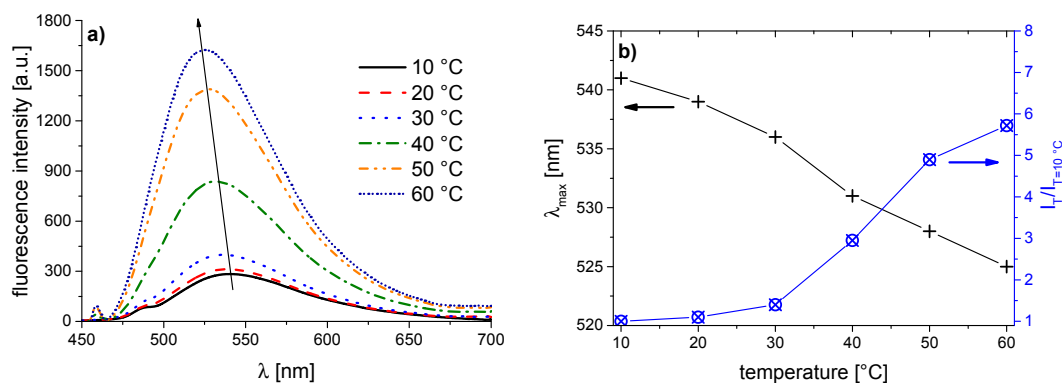 a)
fluorescence intensity [a.u.]
1800
1500
1200
900
600
300
0
450
500
550
600
650
700
λ [nm]
10 °C
20 °C
30 °C
40 °C
50 °C
60 °C
b)
λmax [nm]
545
540
535
530
525
520
10
20
30
40
50
60
temperature [°C]
8
7
6
5
4
3
2
1
IT/IT=10 °C